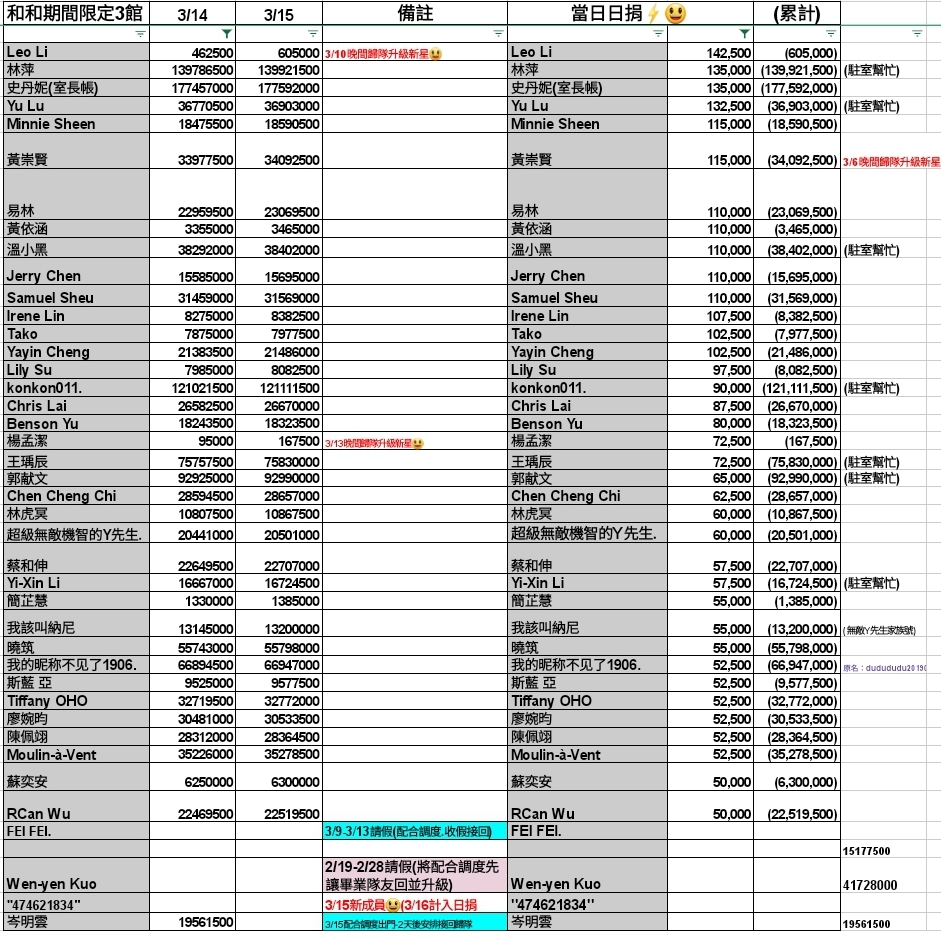 和和期間限定3館 3/14 3/15 備註 當日日捐⚡😃 (累計)
Leo Li 462500 605000 3/10晚間歸隊升級新星😃 Leo Li 142,500 (605,000)
林萍 139786500 139921500 林萍 135,000 (139,921,500) (駐室幫忙)
史丹妮(室長帳) 177457000 177592000 史丹妮(室長帳) 135,000 (177,592,000)
Yu Lu 36770500 36903000 Yu Lu 132,500 (36,903,000) (駐室幫忙)
Minnie Sheen 18475500 18590500 Minnie Sheen 115,000 (18,590,500)
黃崇賢 33977500 34092500 黃崇賢 115,000 (34,092,500) 3/6晚間歸隊升級新星
易林 22959500 23069500 易林 110,000 (23,069,500)
黃依涵 3355000 3465000 黃依涵 110,000 (3,465,000)
溫小黑 38292000 38402000 溫小黑 110,000 (38,402,000) (駐室幫忙)
Jerry Chen 15585000 15695000 Jerry Chen 110,000 (15,695,000)
Samuel Sheu 31459000 31569000 Samuel Sheu 110,000 (31,569,000)
Irene Lin 8275000 8382500 Irene Lin 107,500 (8,382,500)
Tako 7875000 7977500 Tako 102,500 (7,977,500)
Yayin Cheng 21383500 21486000 Yayin Cheng 102,500 (21,486,000)
Lily Su 7985000 8082500 Lily Su 97,500 (8,082,500)
konkon011. 121021500 121111500 konkon011. 90,000 (121,111,500) (駐室幫忙)
Chris Lai 26582500 26670000 Chris Lai 87,500 (26,670,000)
Benson Yu 18243500 18323500 Benson Yu 80,000 (18,323,500)
楊孟潔 95000 167500 3/13晚間歸隊升級新星😃 楊孟潔 72,500 (167,500)
王瑀辰 75757500 75830000 王瑀辰 72,500 (75,830,000) (駐室幫忙)
郭献文 92925000 92990000 郭献文 65,000 (92,990,000) (駐室幫忙)
Chen Cheng Chi 28594500 28657000 Chen Cheng Chi 62,500 (28,657,000)
林虎冥 10807500 10867500 林虎冥 60,000 (10,867,500)
超級無敵機智的Y先生. 20441000 20501000 超級無敵機智的Y先生. 60,000 (20,501,000)
蔡和伸 22649500 22707000 蔡和伸 57,500 (22,707,000)
Yi-Xin Li 16667000 16724500 Yi-Xin Li 57,500 (16,724,500) (駐室幫忙)
簡芷慧 1330000 1385000 簡芷慧 55,000 (1,385,000)
我該叫納尼 13145000 13200000 我該叫納尼 55,000 (13,200,000) (無敵Y先生家族號)
曉筑 55743000 55798000 曉筑 55,000 (55,798,000)
我的昵称不见了1906. 66894500 66947000 我的昵称不见了1906. 52,500 (66,947,000) 原名：dudududu20190
斯藍 亞 9525000 9577500 斯藍 亞 52,500 (9,577,500)
Tiffany OHO 32719500 32772000 Tiffany OHO 52,500 (32,772,000)
廖婉昀 30481000 30533500 廖婉昀 52,500 (30,533,500)
陳佩翊 28312000 28364500 陳佩翊 52,500 (28,364,500)
Moulin-à-Vent 35226000 35278500 Moulin-à-Vent 52,500 (35,278,500)
蘇奕安 6250000 6300000 蘇奕安 50,000 (6,300,000)
RCan Wu 22469500 22519500 RCan Wu 50,000 (22,519,500)
FEI FEI. 3/9-3/13請假(配合調度.收假接回) FEI FEI.
15177500
2/19-2/28請假(將配合調度先
Wen-yen Kuo 讓畢業隊友回並升級) Wen-yen Kuo 41728000
"474621834" 3/15新成員😃(3/16計入日捐 "474621834"
岑明雲 19561500 3/15配合調度出門-2天後安排接回歸隊 岑明雲 19561500